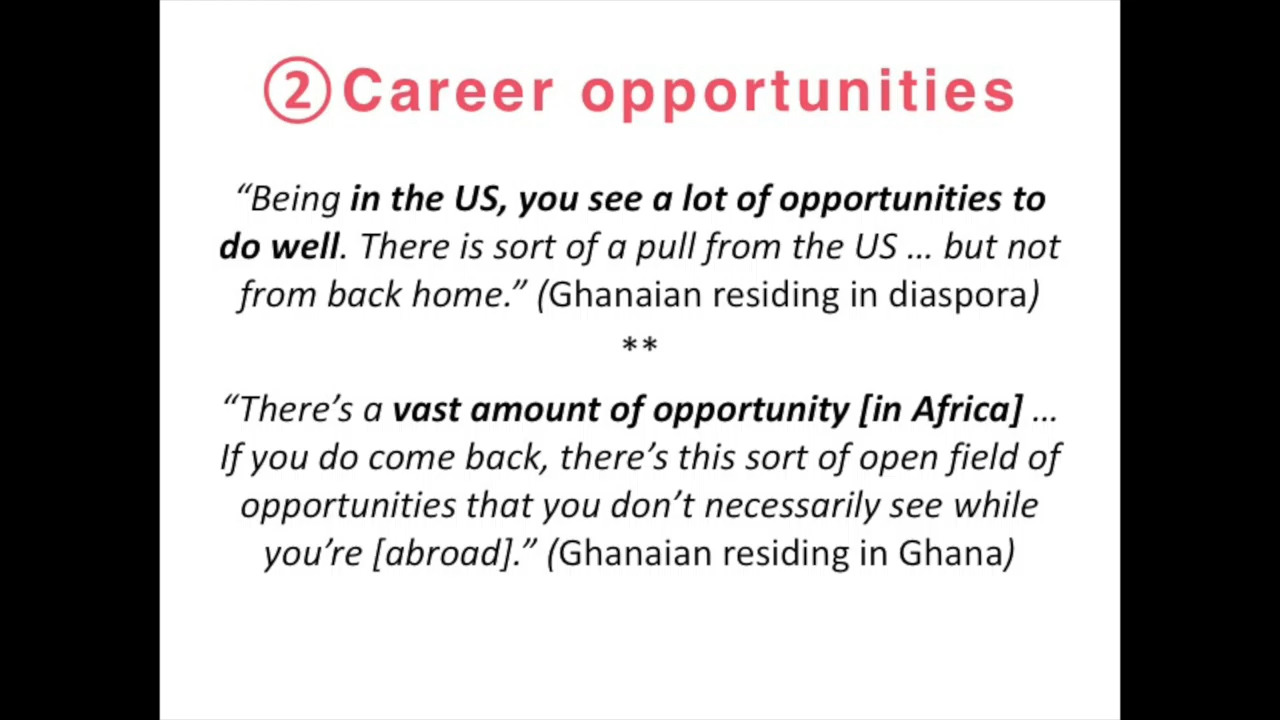 ② Career opportunities
“Being in the US, you see a lot of opportunities to
do well. There is sort of a pull from the US … but not
from back home.” (Ghanaian residing in diaspora)
**
“There’s a vast amount of opportunity [in Africa] …
If you do come back, there’s this sort of open field of
opportunities that you don’t necessarily see while
you’re [abroad].” (Ghanaian residing in Ghana)